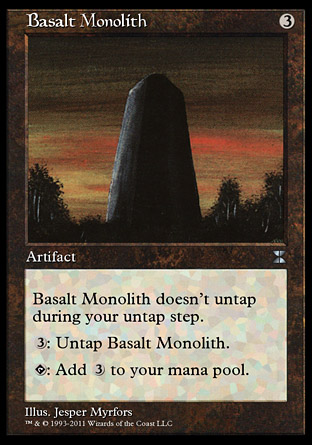 Basalt Monolith 3
Artifact
Basalt Monolith doesn't untap
during your untap step.
3: Untap Basalt Monolith.
: Add 3 to your mana pool.
Illus. Jesper Myrfors
™ & © 1993-2011 Wizards of the Coast LLC